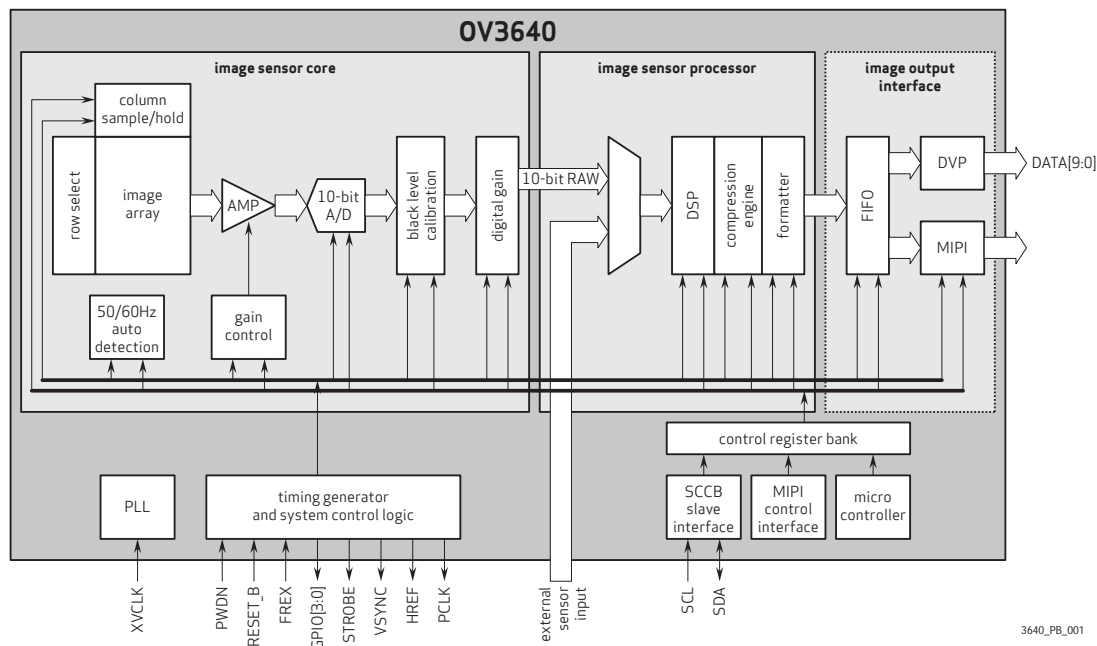 OV3640
image sensor core
image sensor processor
image output
interface
column
sample/hold
row select
image
array
AMP
10-bit
A/D
black level
calibration
digital gain
10-bit RAW
DSP
compression
engine
formatter
FIFO
DVP
MIPI
DATA[9:0]
50/60Hz
auto
detection
gain
control
control register bank
PLL
timing generator
and system control logic
SCCB
slave
interface
MIPI
control
interface
micro
controller
XVCLK
PWDN
RESET_B
FREX
GPIO[3:0]
STROBE
VSYNC
HREF
PCLK
external
sensor
input
SCL
SDA
3640_PB_001